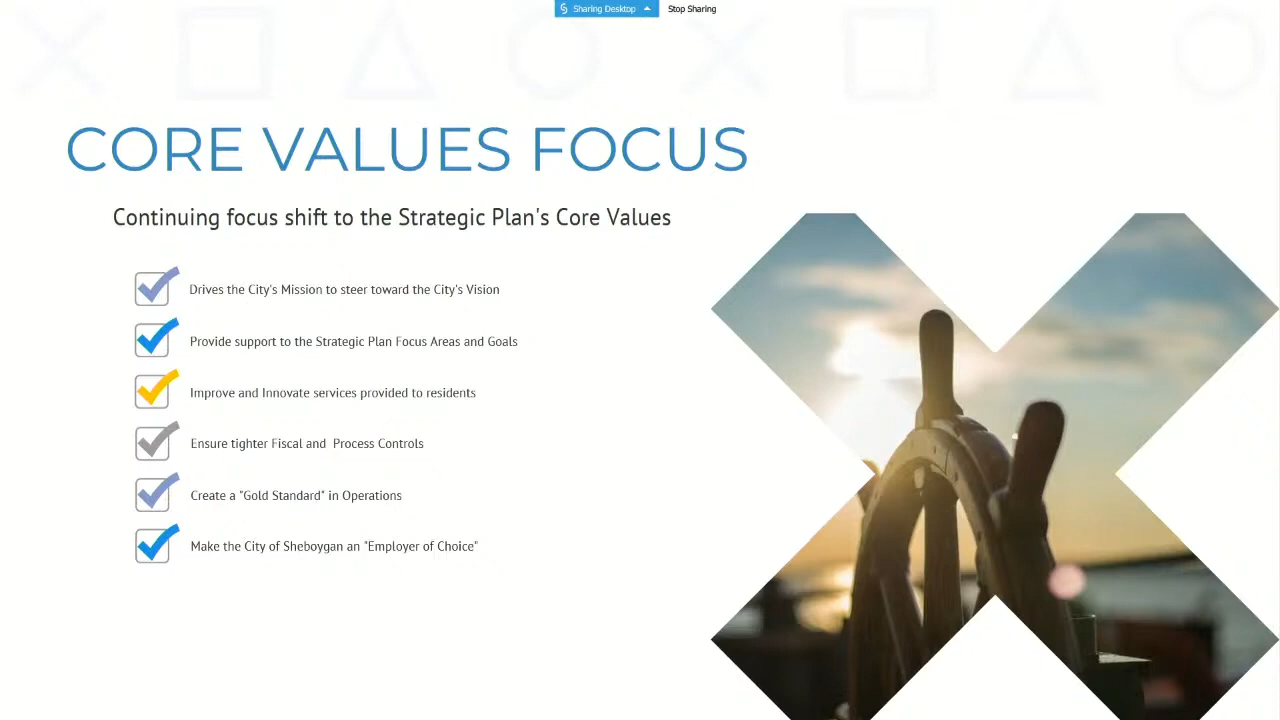 Sharing Desktop Stop Sharing
CORE VALUES FOCUS
Continuing focus shift to the Strategic Plan's Core Values
Drives the City's Mission to steer toward the City's Vision
Provide support to the Strategic Plan Focus Areas and Goals
Improve and Innovate services provided to residents
Ensure tighter Fiscal and  Process Controls
Create a "Gold Standard" in Operations
Make the City of Sheboygan an "Employer of Choice"